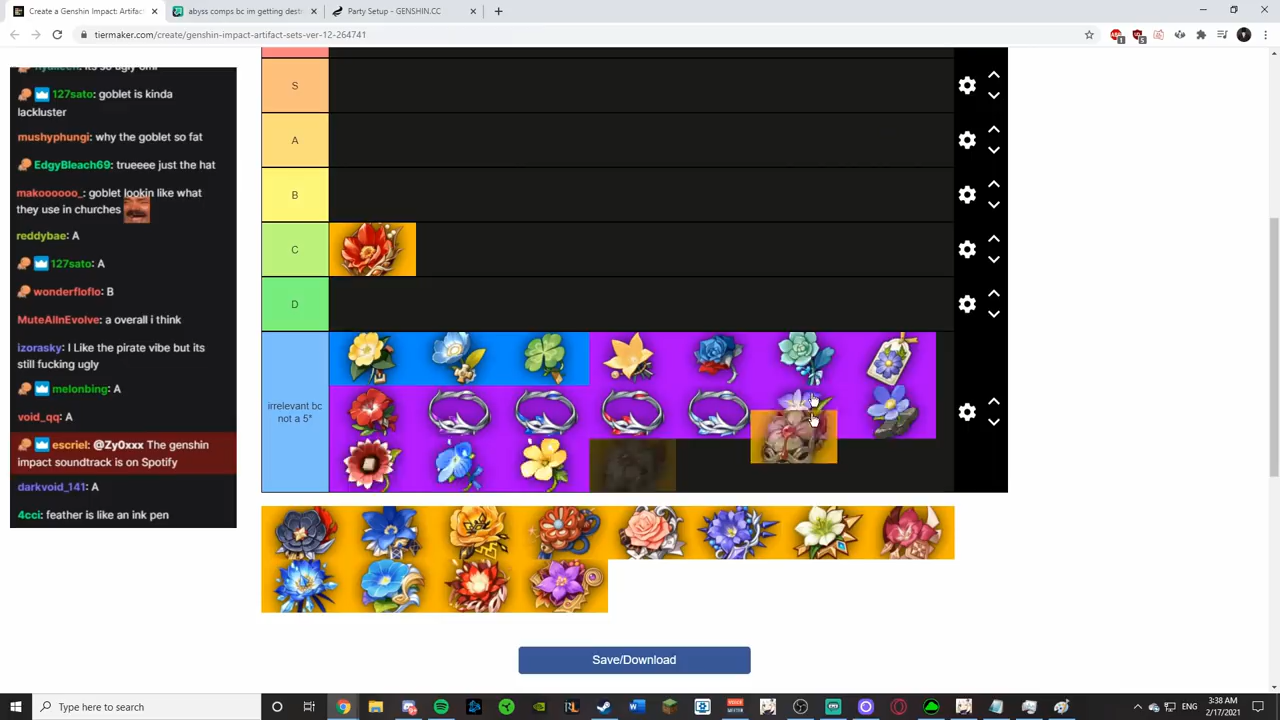 Create a Genshin Impact: Artifac
abyss comps bc im getting dest
Party Setup - GENSHIN.CC
tiermaker.com/create/genshin-impact-artifact-sets-ver-12-264741
127sato: goblet is kinda
lackluster
mushyphungi: why the goblet so fat
EdgyBleach69: trueeee just the hat
makoooooo_: goblet lookin like what
they use in churches
reddybae: A
127sato: A
wonderfloflo: B
MuteAllnEvolve: a overall i think
izorasky: I Like the pirate vibe but its
still fucking ugly
melonbing: A
void_qq: A
escriel: @Zy0xxx The genshin
impact soundtrack is on Spotify
darkvoid_141: A
4cci: feather is like an ink pen
S
A
B
C
D
irrelevant bc
not a 5*
Save/Download
Type here to search
ENG
3:38 AM
2/17/2021